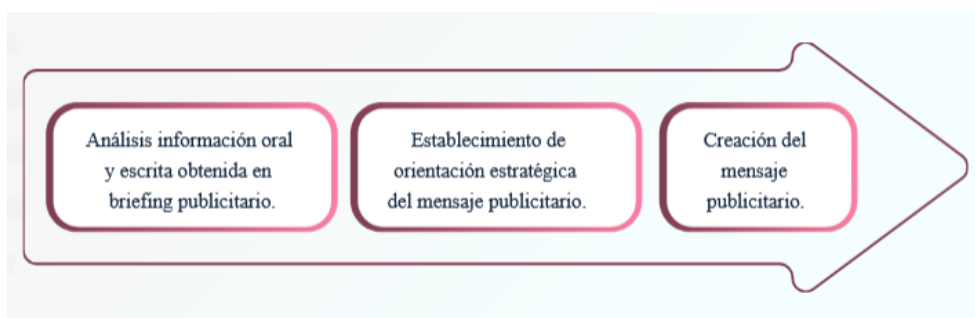 Análisis información oral
y escrita obtenida en
briefing publicitario.
Establecimiento de
orientación estratégica
del mensaje publicitario.
Creación del
mensaje
publicitario.